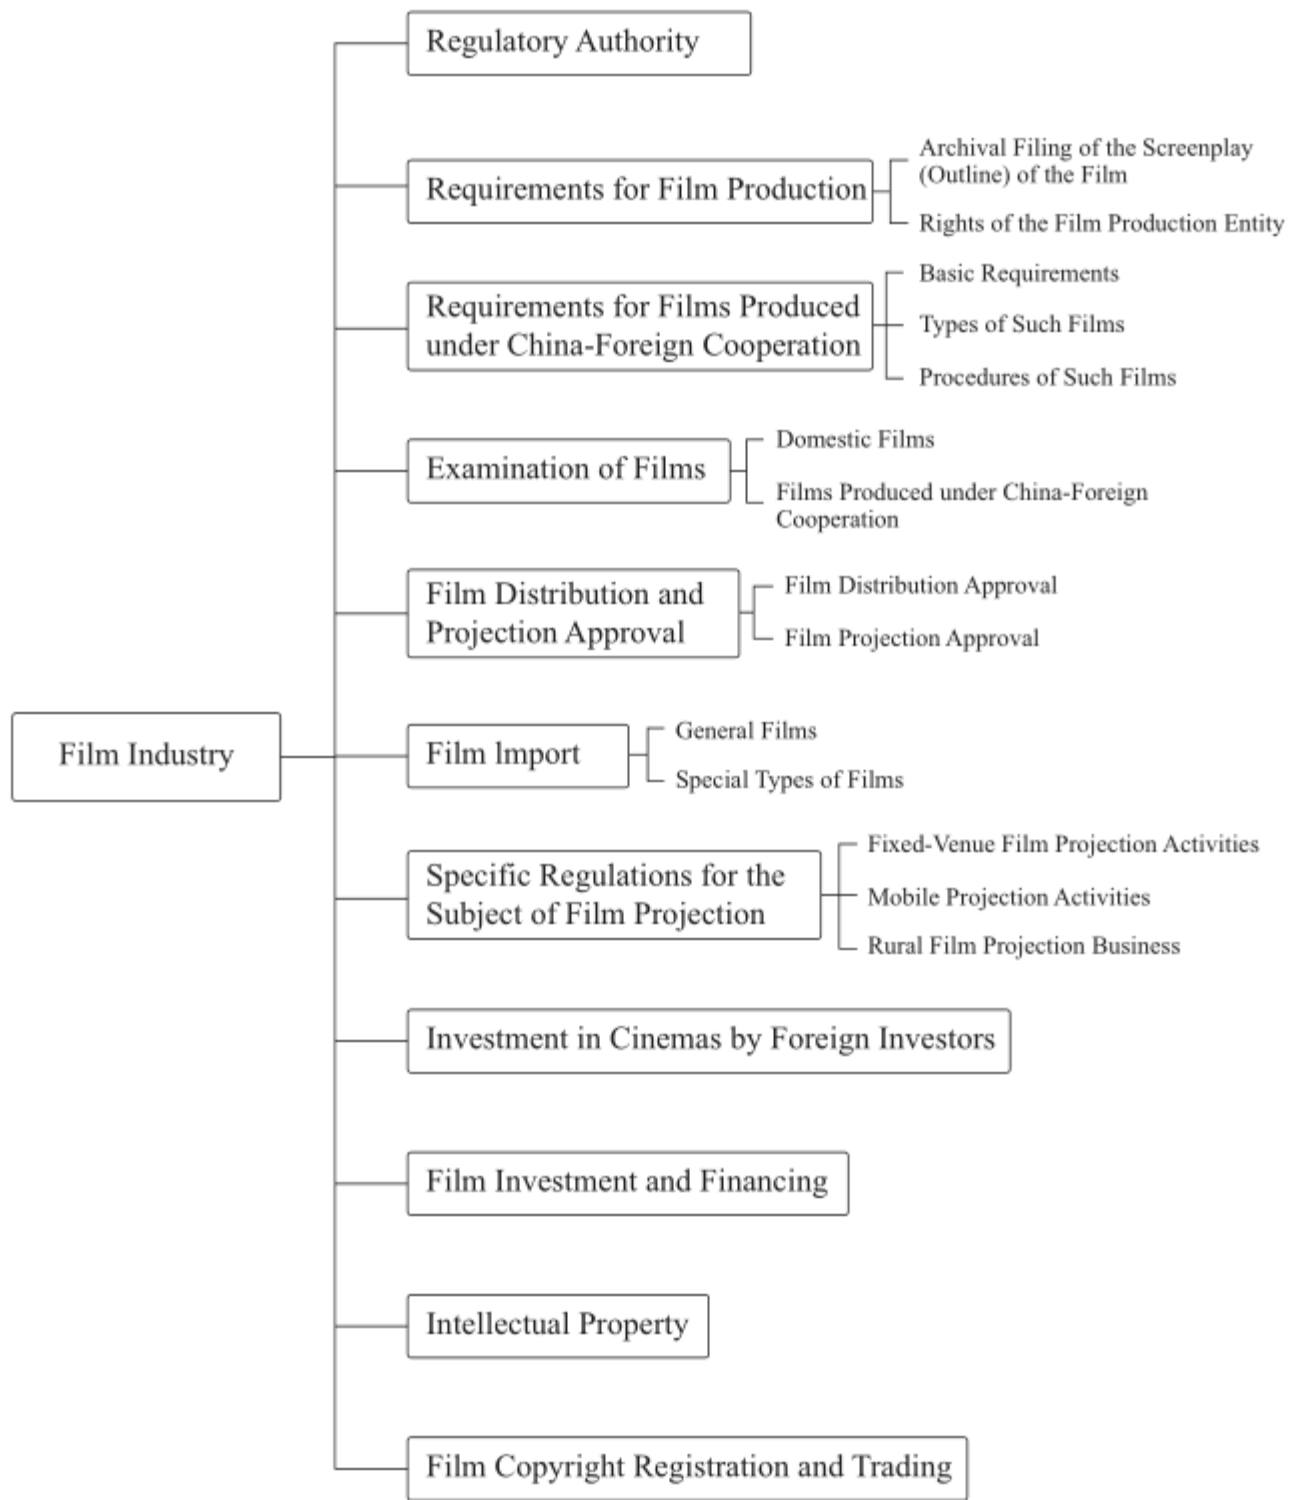 Regulatory Authority
Requirements for Film Production
Archival Filing of the Screenplay
(Outline) of the Film
Rights of the Film Production Entity
Requirements for Films Produced
under China-Foreign Cooperation
Basic Requirements
Types of Such Films
Procedures of Such Films
Examination of Films
Domestic Films
Films Produced under China-Foreign
Cooperation
Film Distribution and
Projection Approval
Film Distribution Approval
Film Projection Approval
Film Industry
Film lmport
General Films
Special Types of Films
Specific Regulations for the
Subject of Film Projection
Fixed-Venue Film Projection Activities
Mobile Projection Activities
Rural Film Projection Business
Investment in Cinemas by Foreign Investors
Film Investment and Financing
Intellectual Property
Film Copyright Registration and Trading